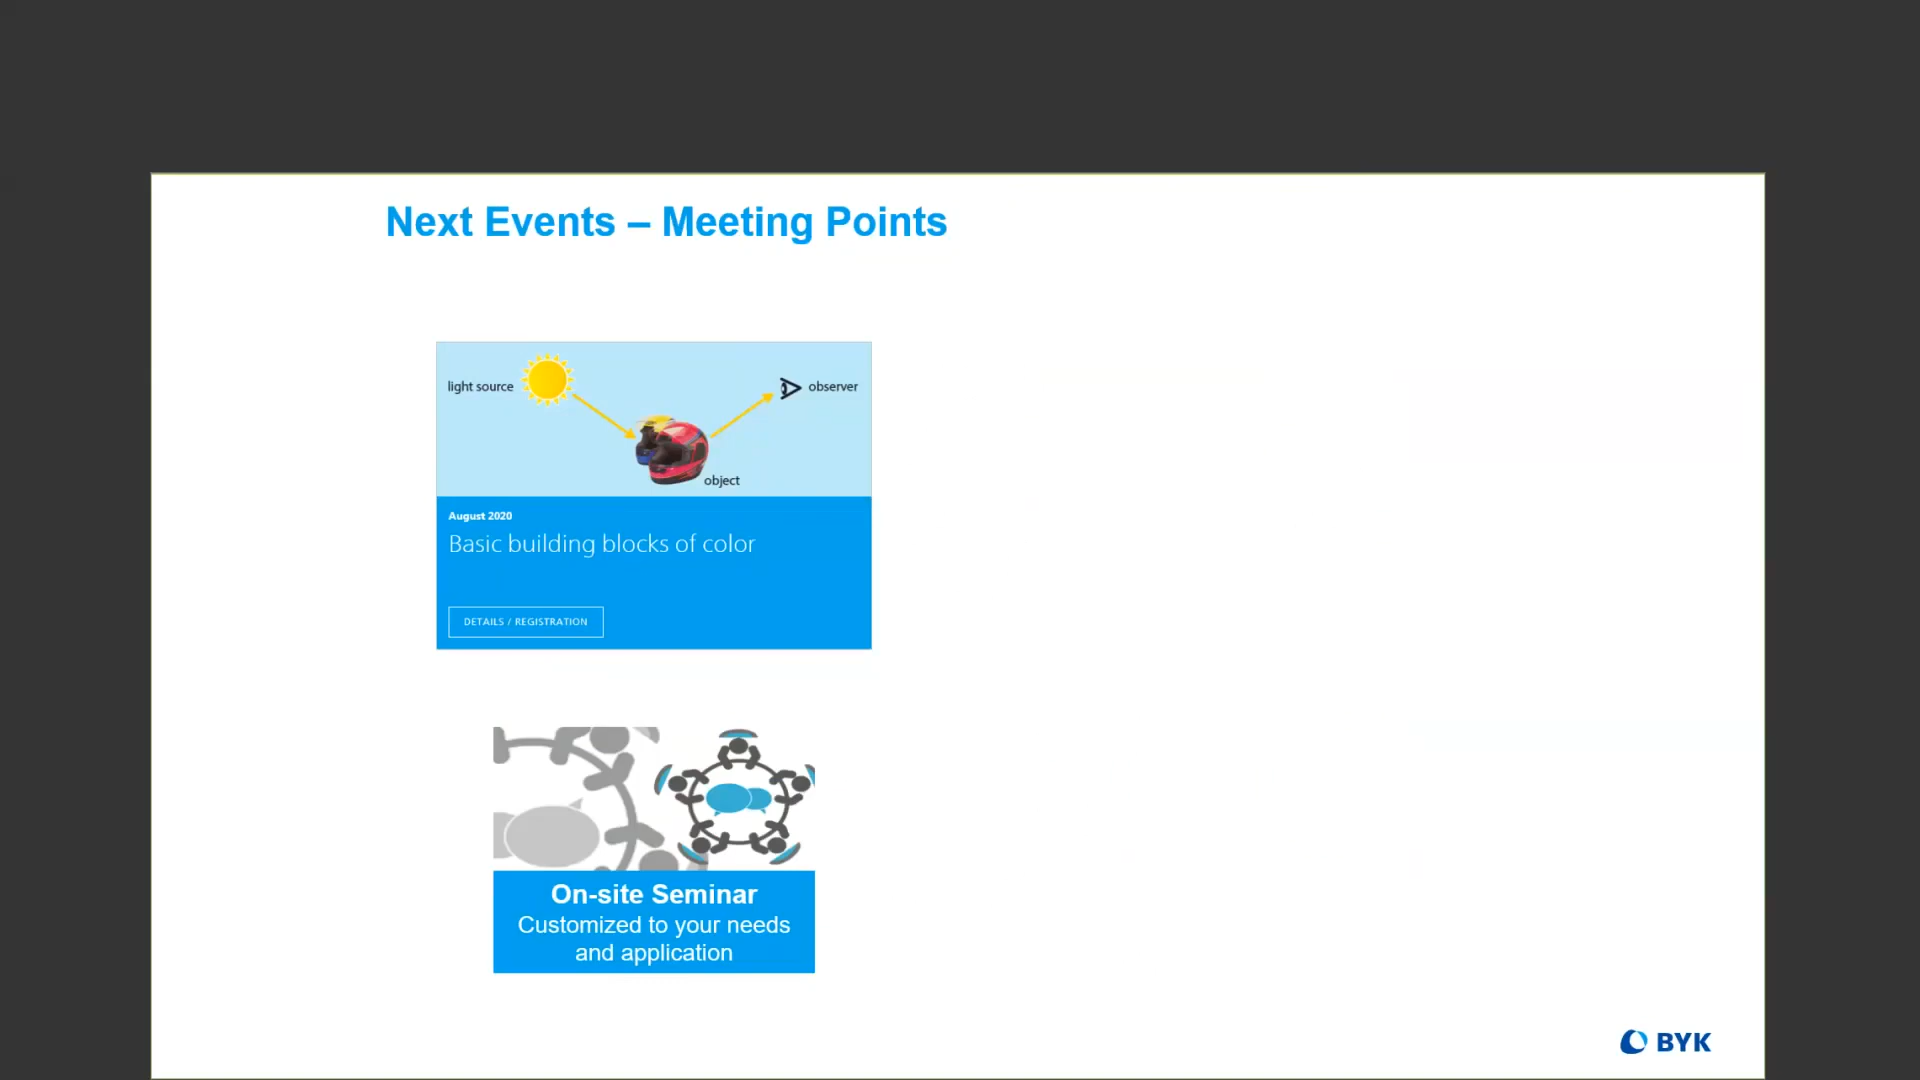 Next Events – Meeting Points
light source
observer
object
August 2020
Basic building blocks of color
DETAILS / REGISTRATION
On-site Seminar
Customized to your needs
and application
BYK